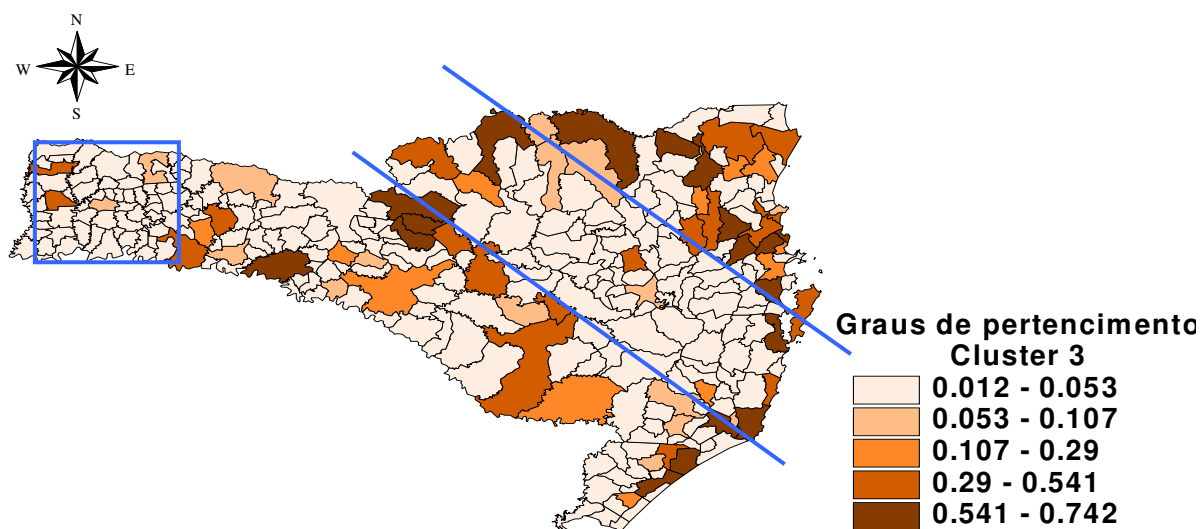 N
W E
S
Graus de pertencimento
Cluster 3
0.012 - 0.053
0.053 - 0.107
0.107 - 0.29
0.29 - 0.541
0.541 - 0.742